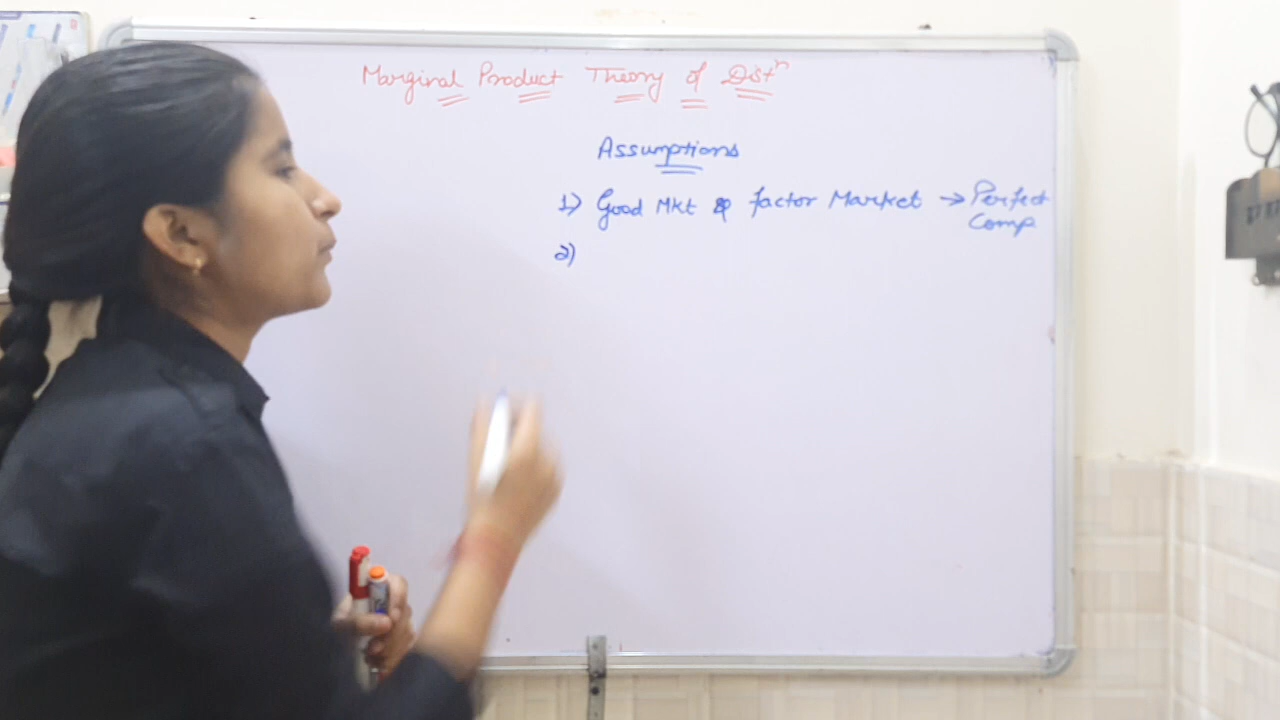 Marginal Product Theory of Distⁿ
Assumptions
1) Good Mkt & factor Market → Perfect
Comp.
2)